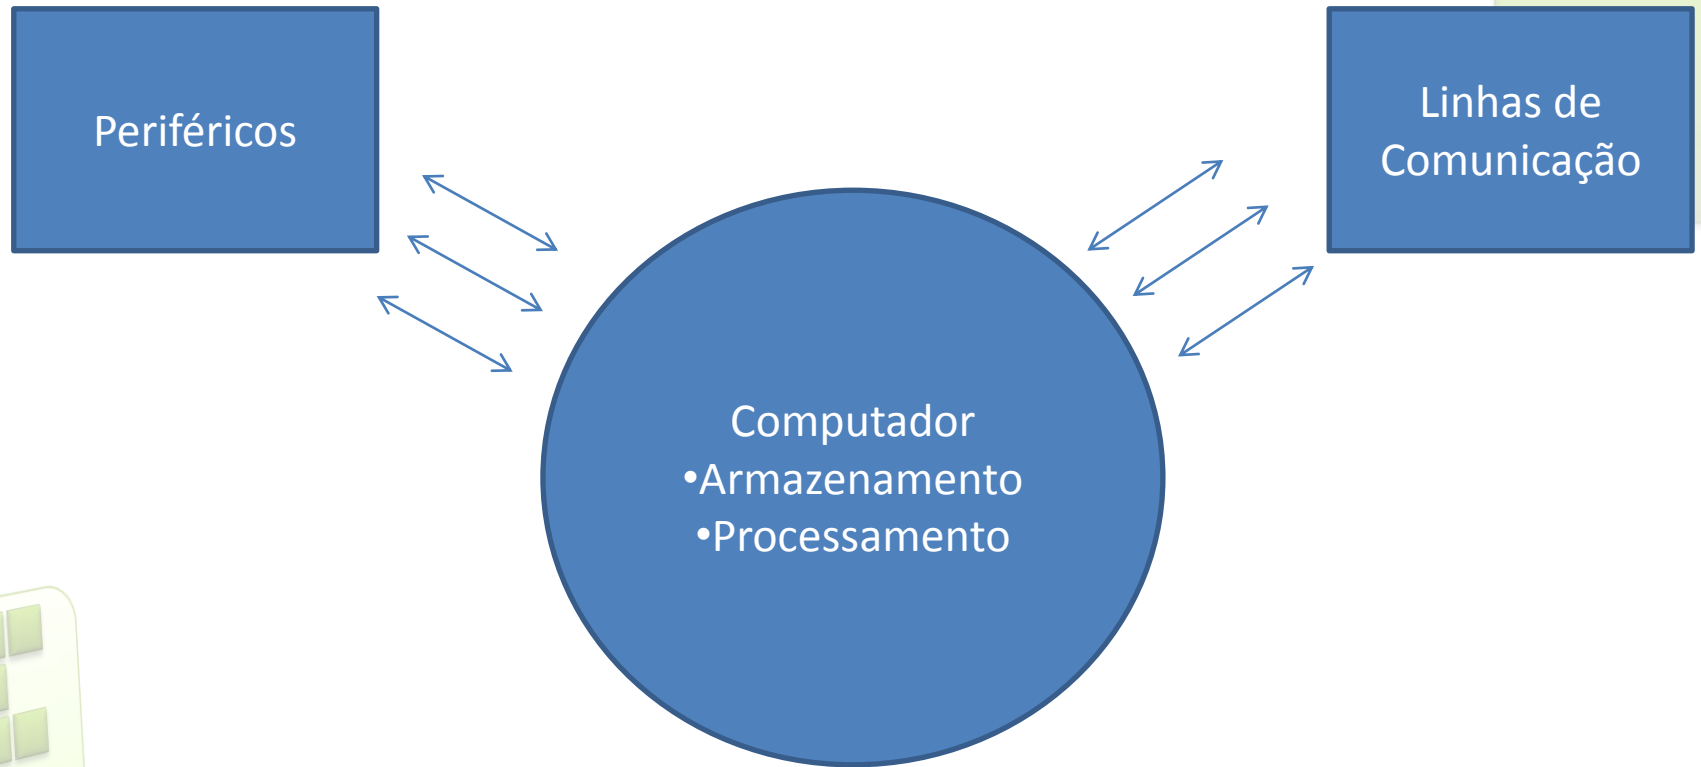 Periféricos
Linhas de
Comunicação
Computador
•Armazenamento
•Processamento